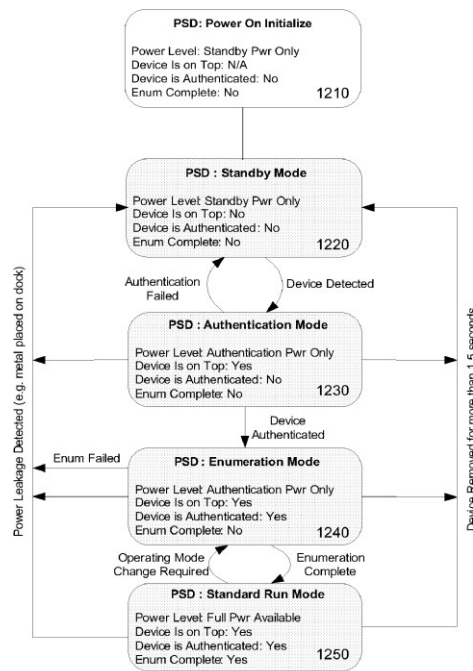 PSD: Power On Initialize
Power Level: Standby Pwr Only
Device Is on Top: N/A
Device is Authenticated: No
Enum Complete: No
1210
PSD : Standby Mode
Power Level: Standby Pwr Only
Device Is on Top: No
Device is Authenticated: No
Enum Complete: No
1220
Authentication
Failed
Device Detected
PSD : Authentication Mode
Power Level: Authentication Pwr Only
Device Is on Top: Yes
Device is Authenticated: No
Enum Complete: No
1230
Device
Authenticated
Enum Failed
PSD : Enumeration Mode
Power Level: Authentication Pwr Only
Device Is on Top: Yes
Device is Authenticated: Yes
Enum Complete: No
1240
Operating Mode
Change Required
Enumeration
Complete
PSD : Standard Run Mode
Power Level: Full Pwr Available
Device Is on Top: Yes
Device is Authenticated: Yes
Enum Complete: Yes
1250
Power Leakage Detected (e.g. metal placed on dock)
Device Removed for more than 1.5 seconds